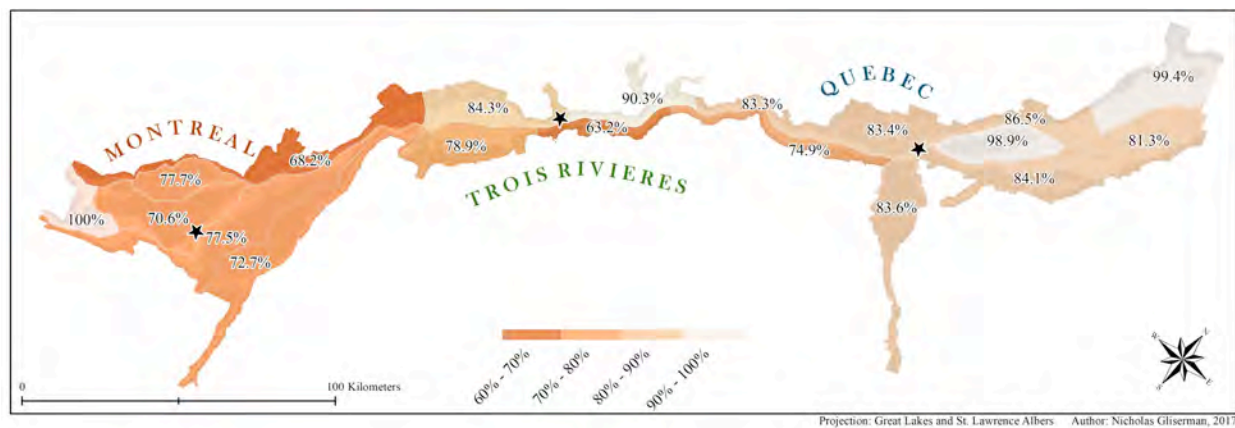 MONTREAL
TROIS RIVIERES
QUEBEC
99.4%
90.3%
84.3%
83.3%
86.5%
63.2%
83.4%
98.9%
81.3%
78.9%
74.9%
68.2%
77.7%
84.1%
83.6%
100%
70.6%
77.5%
72.7%
60% - 70%
70% - 80%
80% - 90%
90% - 100%
0
100 Kilometers
N
E
S
W
Projection: Great Lakes and St. Lawrence Albers Author: Nicholas Gliserman, 2017